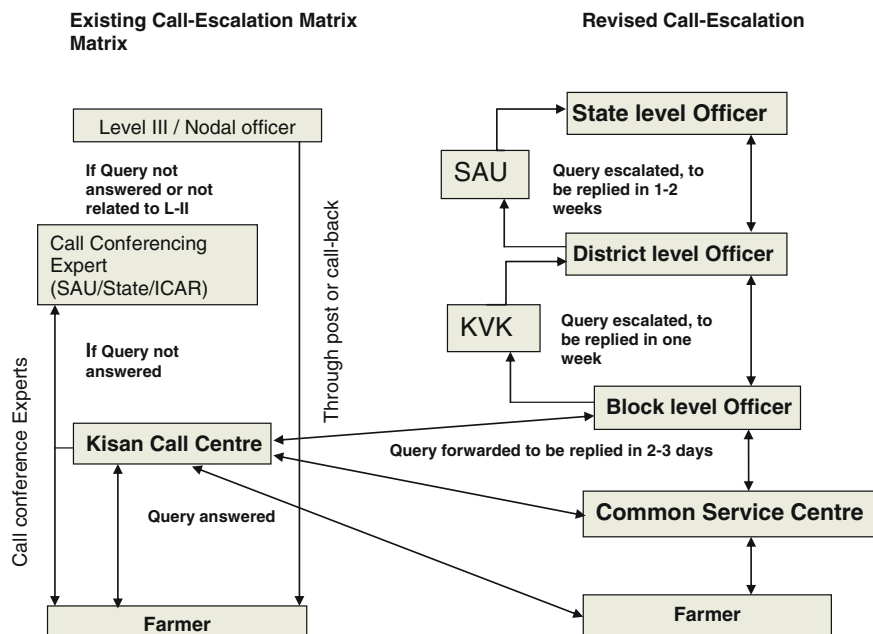 Existing Call-Escalation Matrix
Matrix
Revised Call-Escalation
Level III / Nodal officer
If Query not
answered or not
related to L-II
Call Conferencing
Expert
(SAU/State/ICAR)
If Query not
answered
Call conference Experts
Through post or call-back
Kisan Call Centre
Query answered
Farmer
State level Officer
SAU
Query escalated, to
be replied in 1-2
weeks
District level Officer
KVK
Query escalated, to
be replied in one
week
Block level Officer
Query forwarded to be replied in 2-3 days
Common Service Centre
Farmer